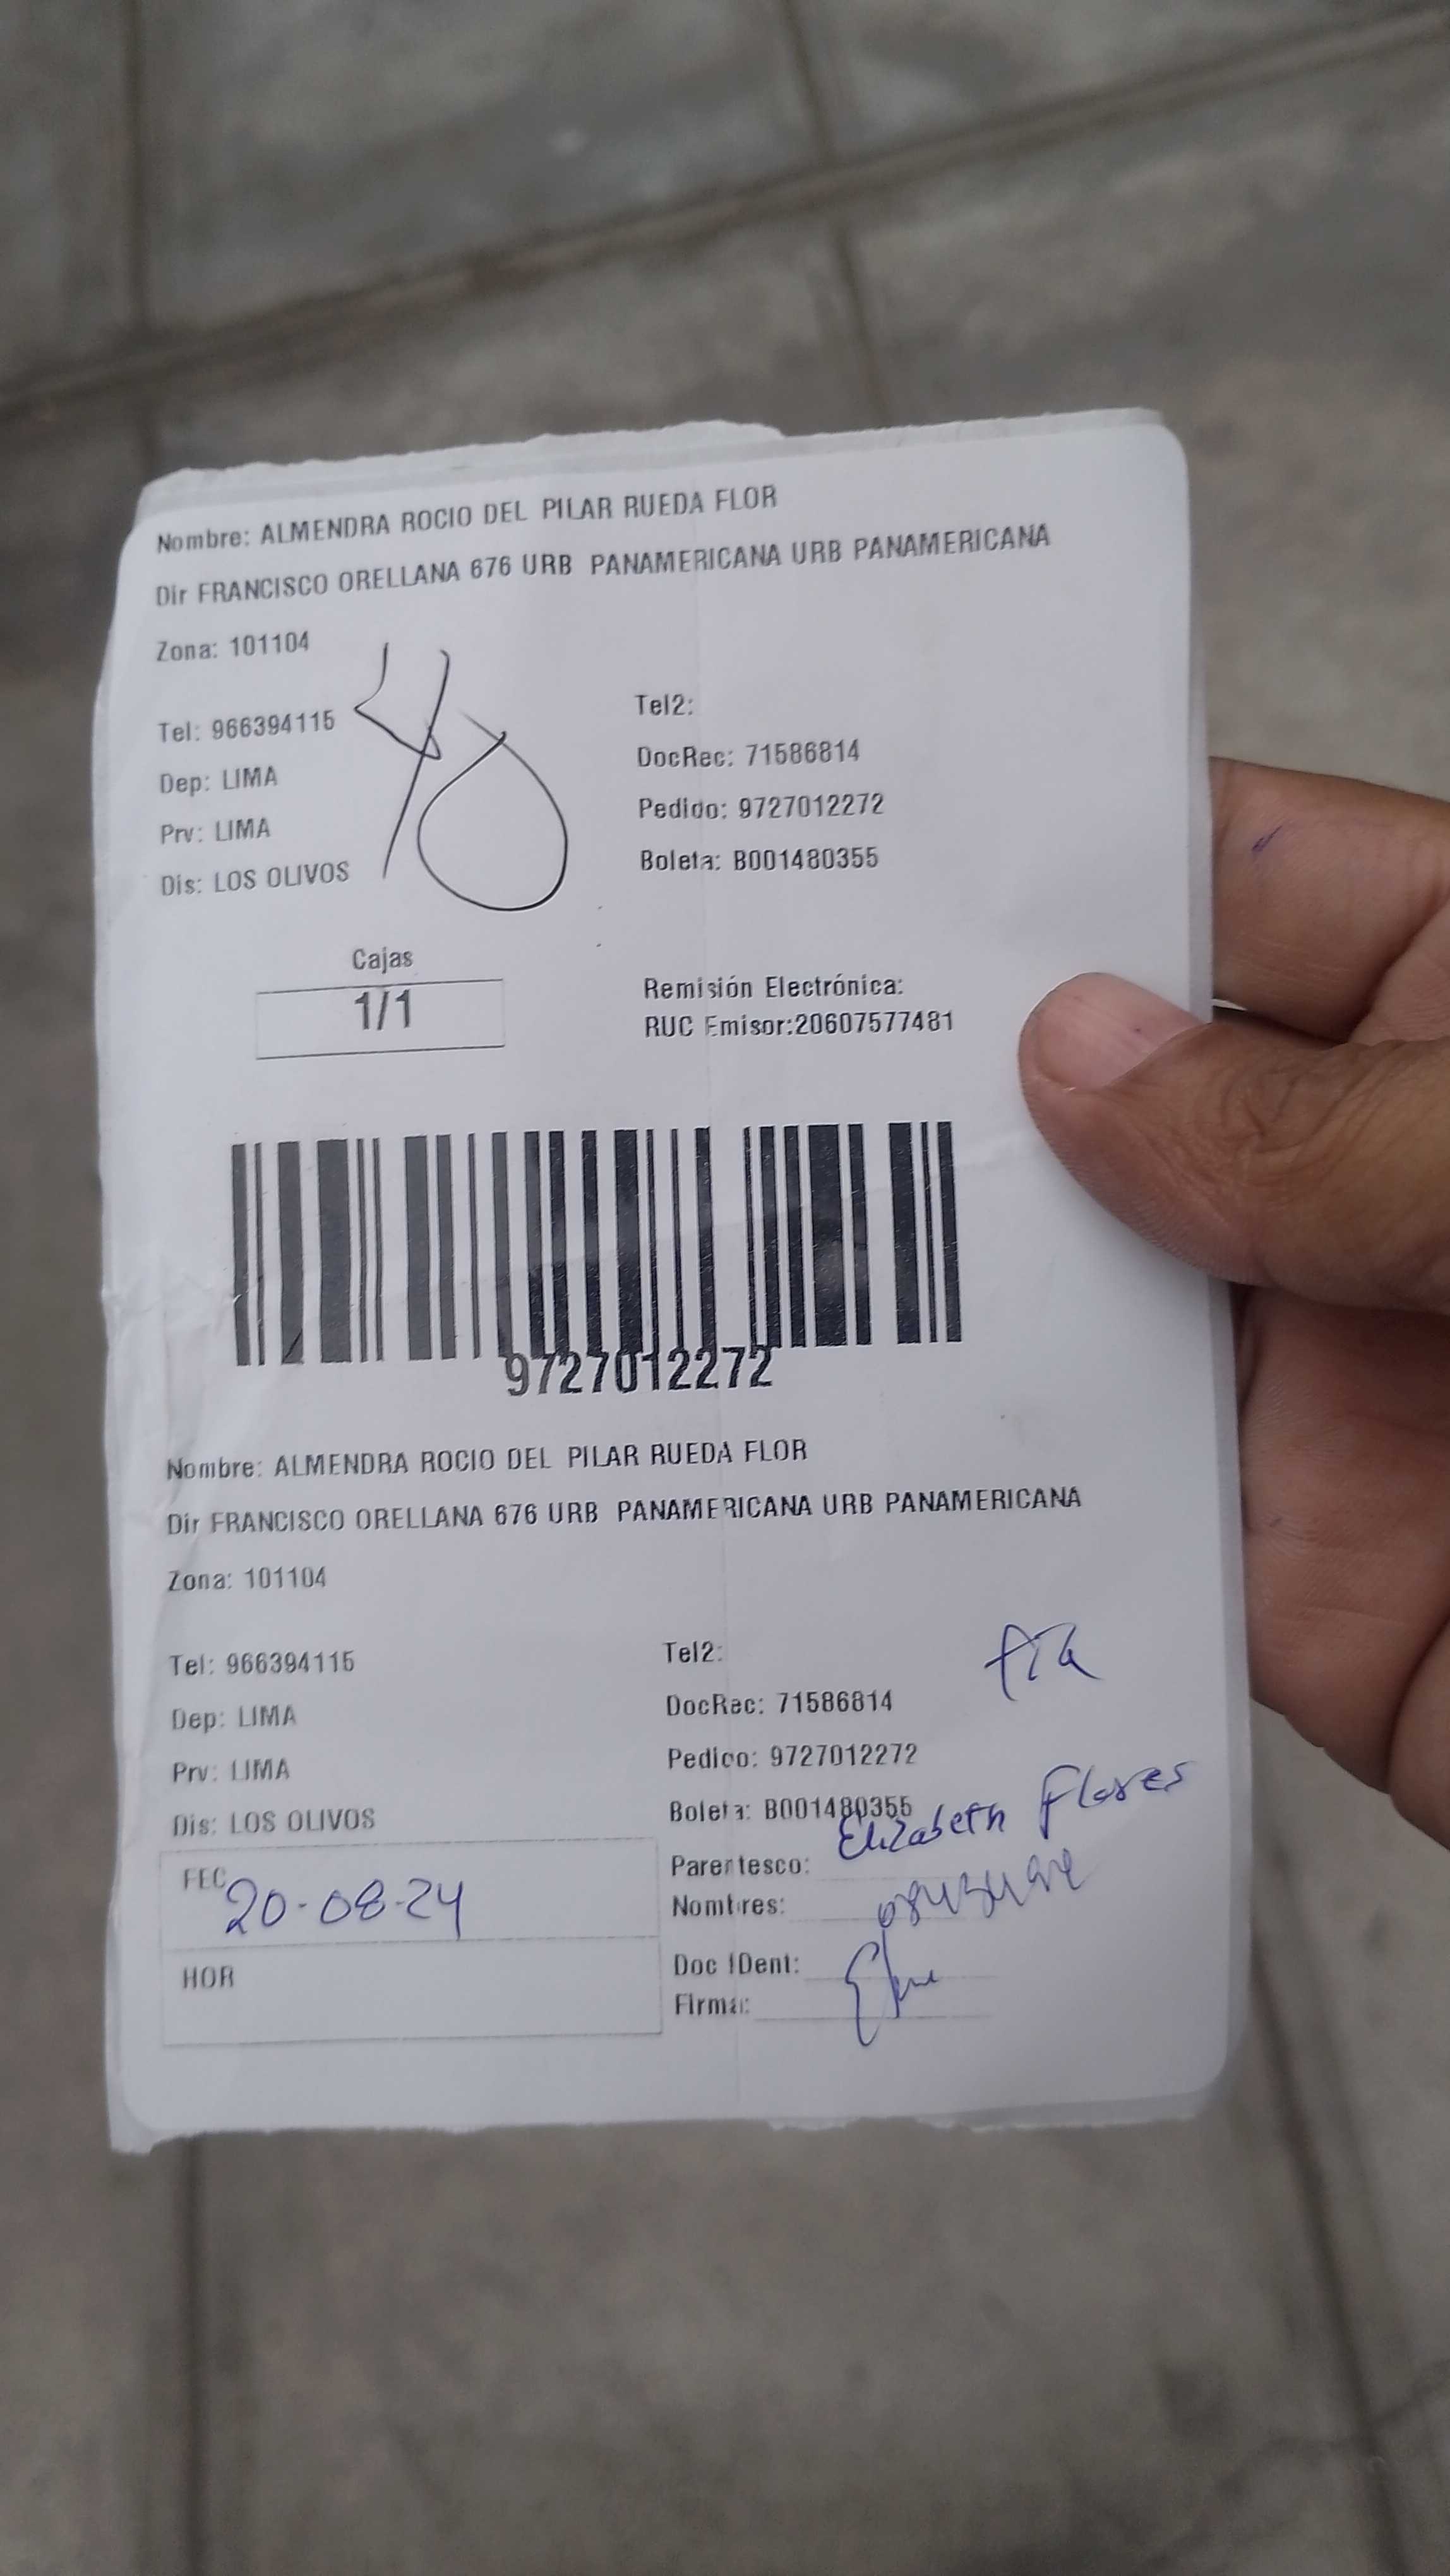 Nombre: ALMENDRA ROCIO DEL PILAR RUEDA FLOR
Dir FRANCISCO ORELLANA 676 URB PANAMERICANA URB PANAMERICANA
Zona: 101104
Tel: 966394115
Tel2:
Dep: LIMA
DocRec: 71586814
Prv: LIMA
Pedido: 9727012272
Dis: LOS OLIVOS
Boleta: B001480355
Cajas
1/1
Remisión Electrónica:
RUC Emisor:20607577481
9727012272
Nombre: ALMENDRA ROCIO DEL PILAR RUEDA FLOR
Dir FRANCISCO ORELLANA 676 URB PANAMERICANA URB PANAMERICANA
Zona: 101104
Tel: 966394115
Tel2:
Dep: LIMA
DocRec: 71586814
Prv: LIMA
Pedido: 9727012272
Dis: LOS OLIVOS
Boleta: B001480355
Elizabeth Flores
FEC 20-08-24
Parentesco:
Nombres:
HOR
Doc IDent:
Firma: